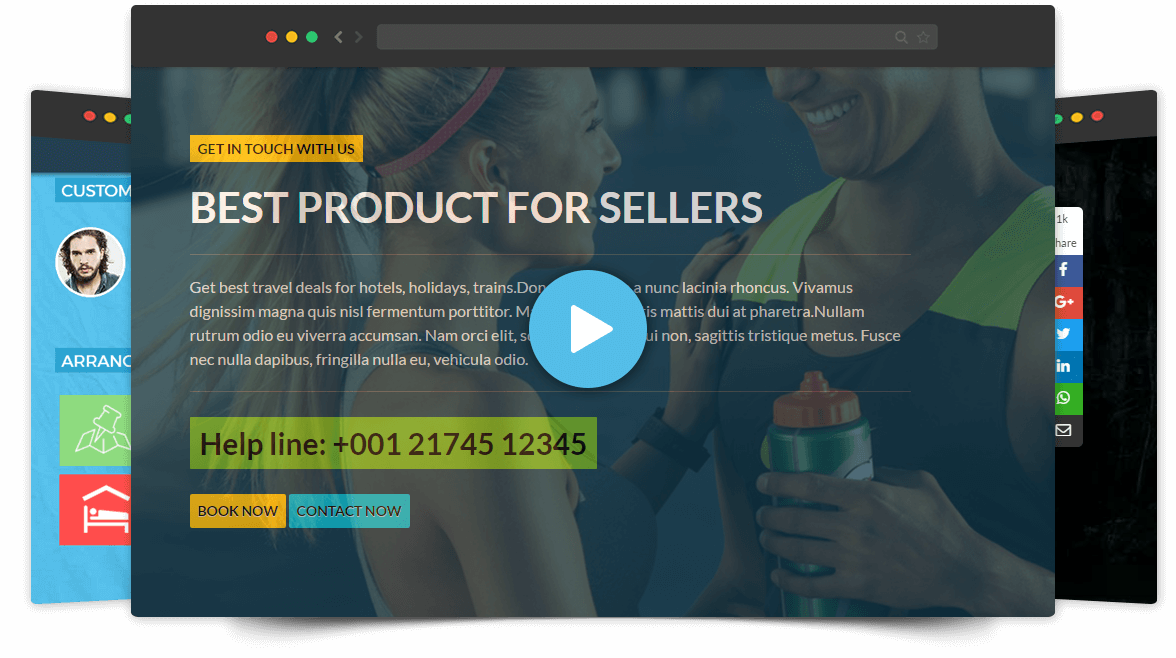 GET IN TOUCH WITH US
BEST PRODUCT FOR SELLERS
Get best travel deals for hotels, holidays, trains.Don a nunc lacinia rhoncus. Vivamus
dignissim magna quis nisl fermentum porttitor. M is mattis dui at pharetra.Nullam
rutrum odio eu viverra accumsan. Nam orci elit, s ui non, sagittis tristique metus. Fusce
nec nulla dapibus, fringilla nulla eu, vehicula odio.
Help line: +001 21745 12345
BOOK NOW CONTACT NOW
CUSTOM
ARRANG
1k
hare
G+
in